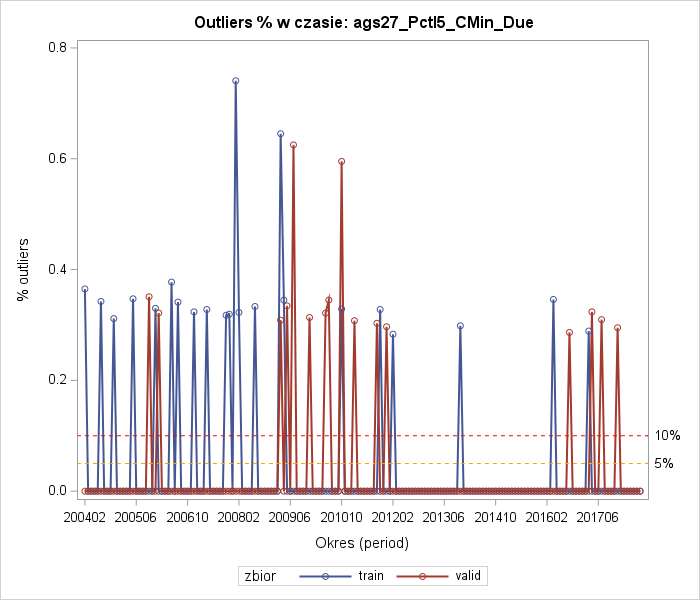 Outliers % w czasie: ags27_Pctl5_CMin_Due
0.8
0.6
0.4
0.2
0.0
% outliers
10%
5%
200402 200506 200610 200802 200906 201010 201202 201306 201410 201602 201706
Okres (period)
zbior train valid